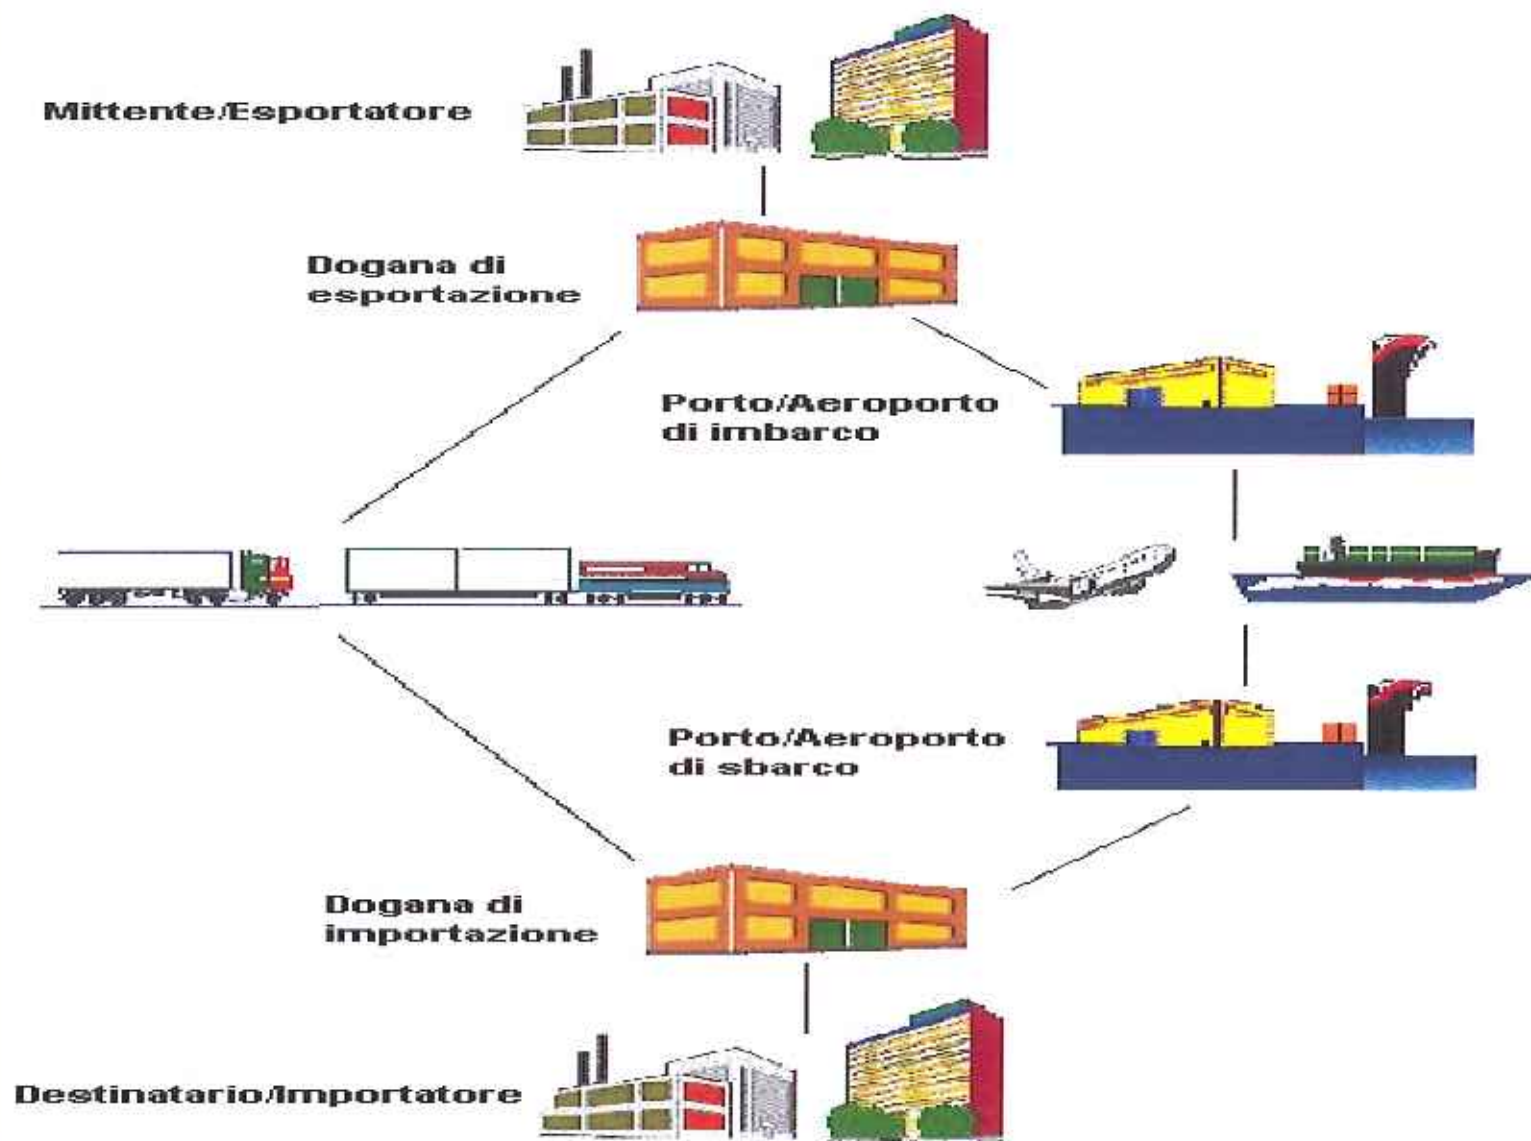 Mittente/Esportatore
Dogana di
esportazione
Porto/Aeroporto
di imbarco
Porto/Aeroporto
di sbarco
Dogana di
importazione
Destinatario/Importatore